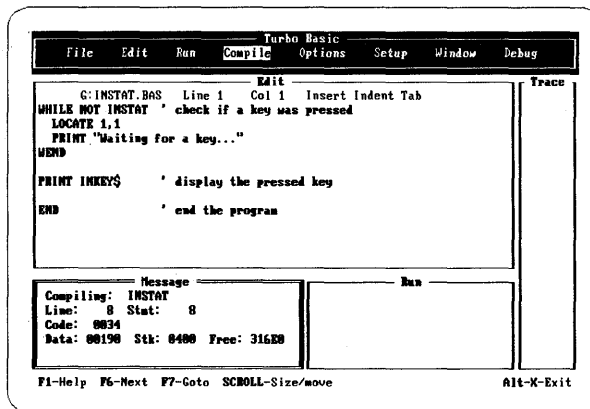 Turbo Basic
File Edit Run Compile Options Setup Window Debug
Edit
G:INSTAT.BAS Line 1 Col 1 Insert Indent Tab
WHILE NOT INSTAT ' check if a key was pressed
LOCATE 1,1
PRINT "Waiting for a key..."
WEND
PRINT INKEY$ ' display the pressed key
END ' end the program
Trace
Message
Compiling: INSTAT
Line: 8 Stmt: 8
Code: 0034
Data: 00190 Stk: 0400 Free: 316E0
Run
F1-Help F6-Next F7-Goto SCROLL-Size/move Alt-X-Exit